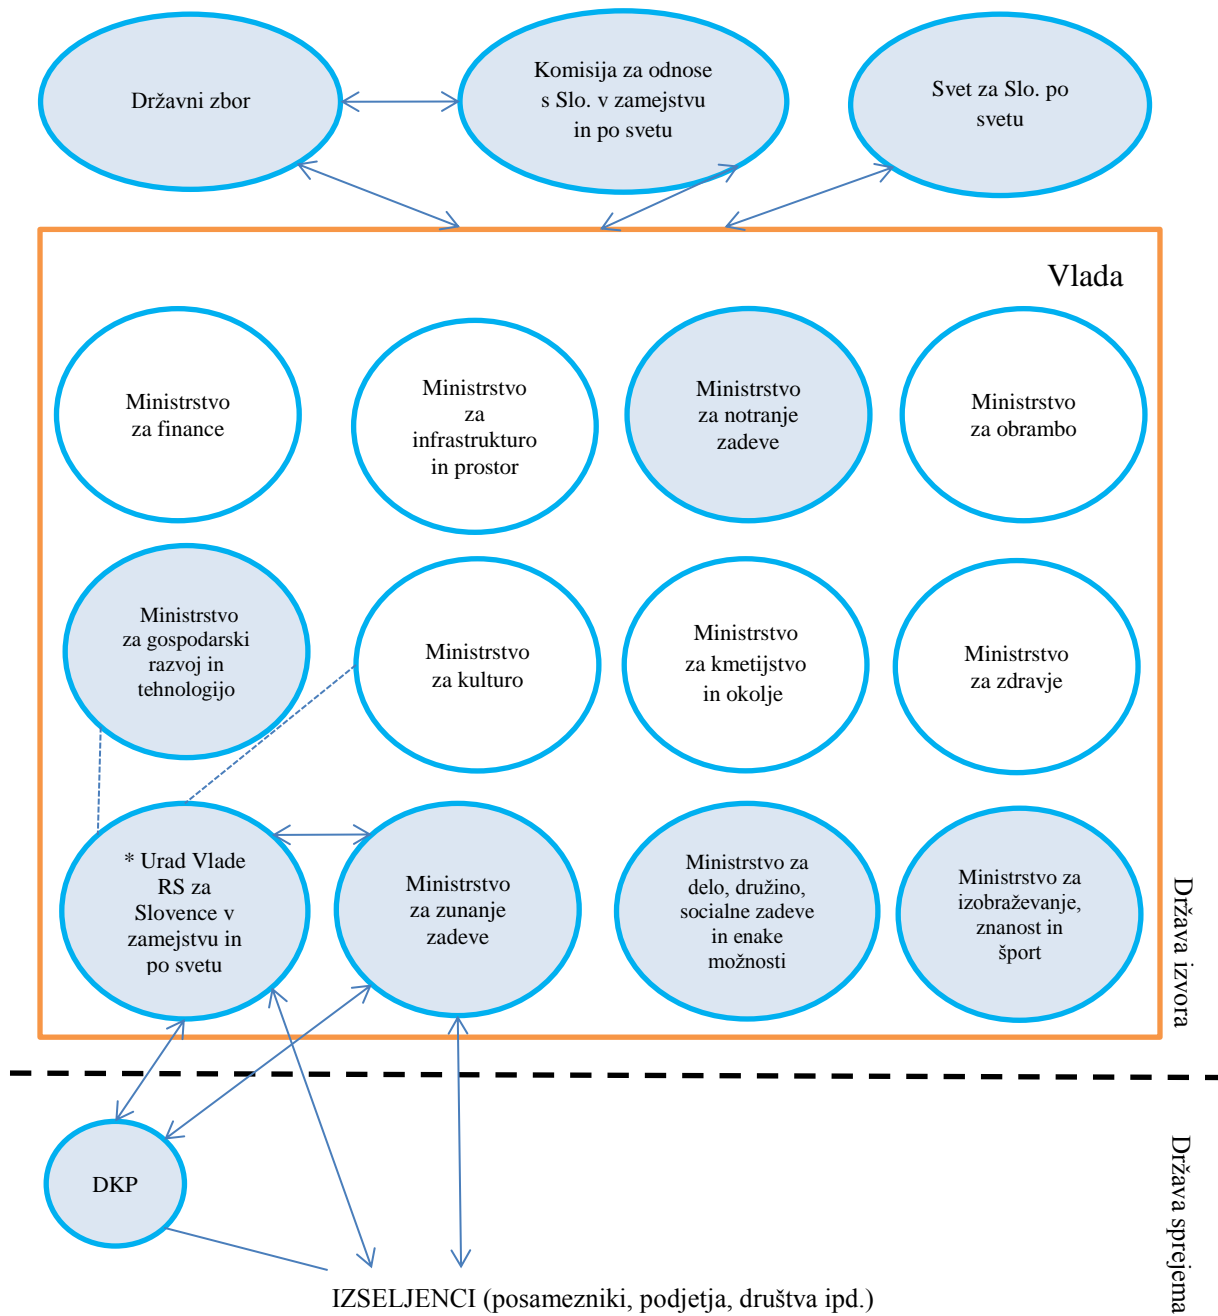 Državni zbor
Komisija za odnose
s Slo. v zamejstvu
in po svetu
Svet za Slo. po
svetu
Vlada
Ministrstvo
za finance
Ministrstvo
za
infrastrukturo
in prostor
Ministrstvo
za notranje
zadeve
Ministrstvo
za obrambo
Ministrstvo
za gospodarski
razvoj in
tehnologijo
Ministrstvo
za kulturo
Ministrstvo
za kmetijstvo
in okolje
Ministrstvo
za zdravje
* Urad Vlade
RS za
Slovence v
zamejstvu in
po svetu
Ministrstvo
za zunanje
zadeve
Ministrstvo za
delo, družino,
socialne zadeve
in enake
možnosti
Ministrstvo za
izobraževanje,
znanost in
šport
Država izvora
DKP
Država sprejema
IZSELJENCI (posamezniki, podjetja, društva ipd.)